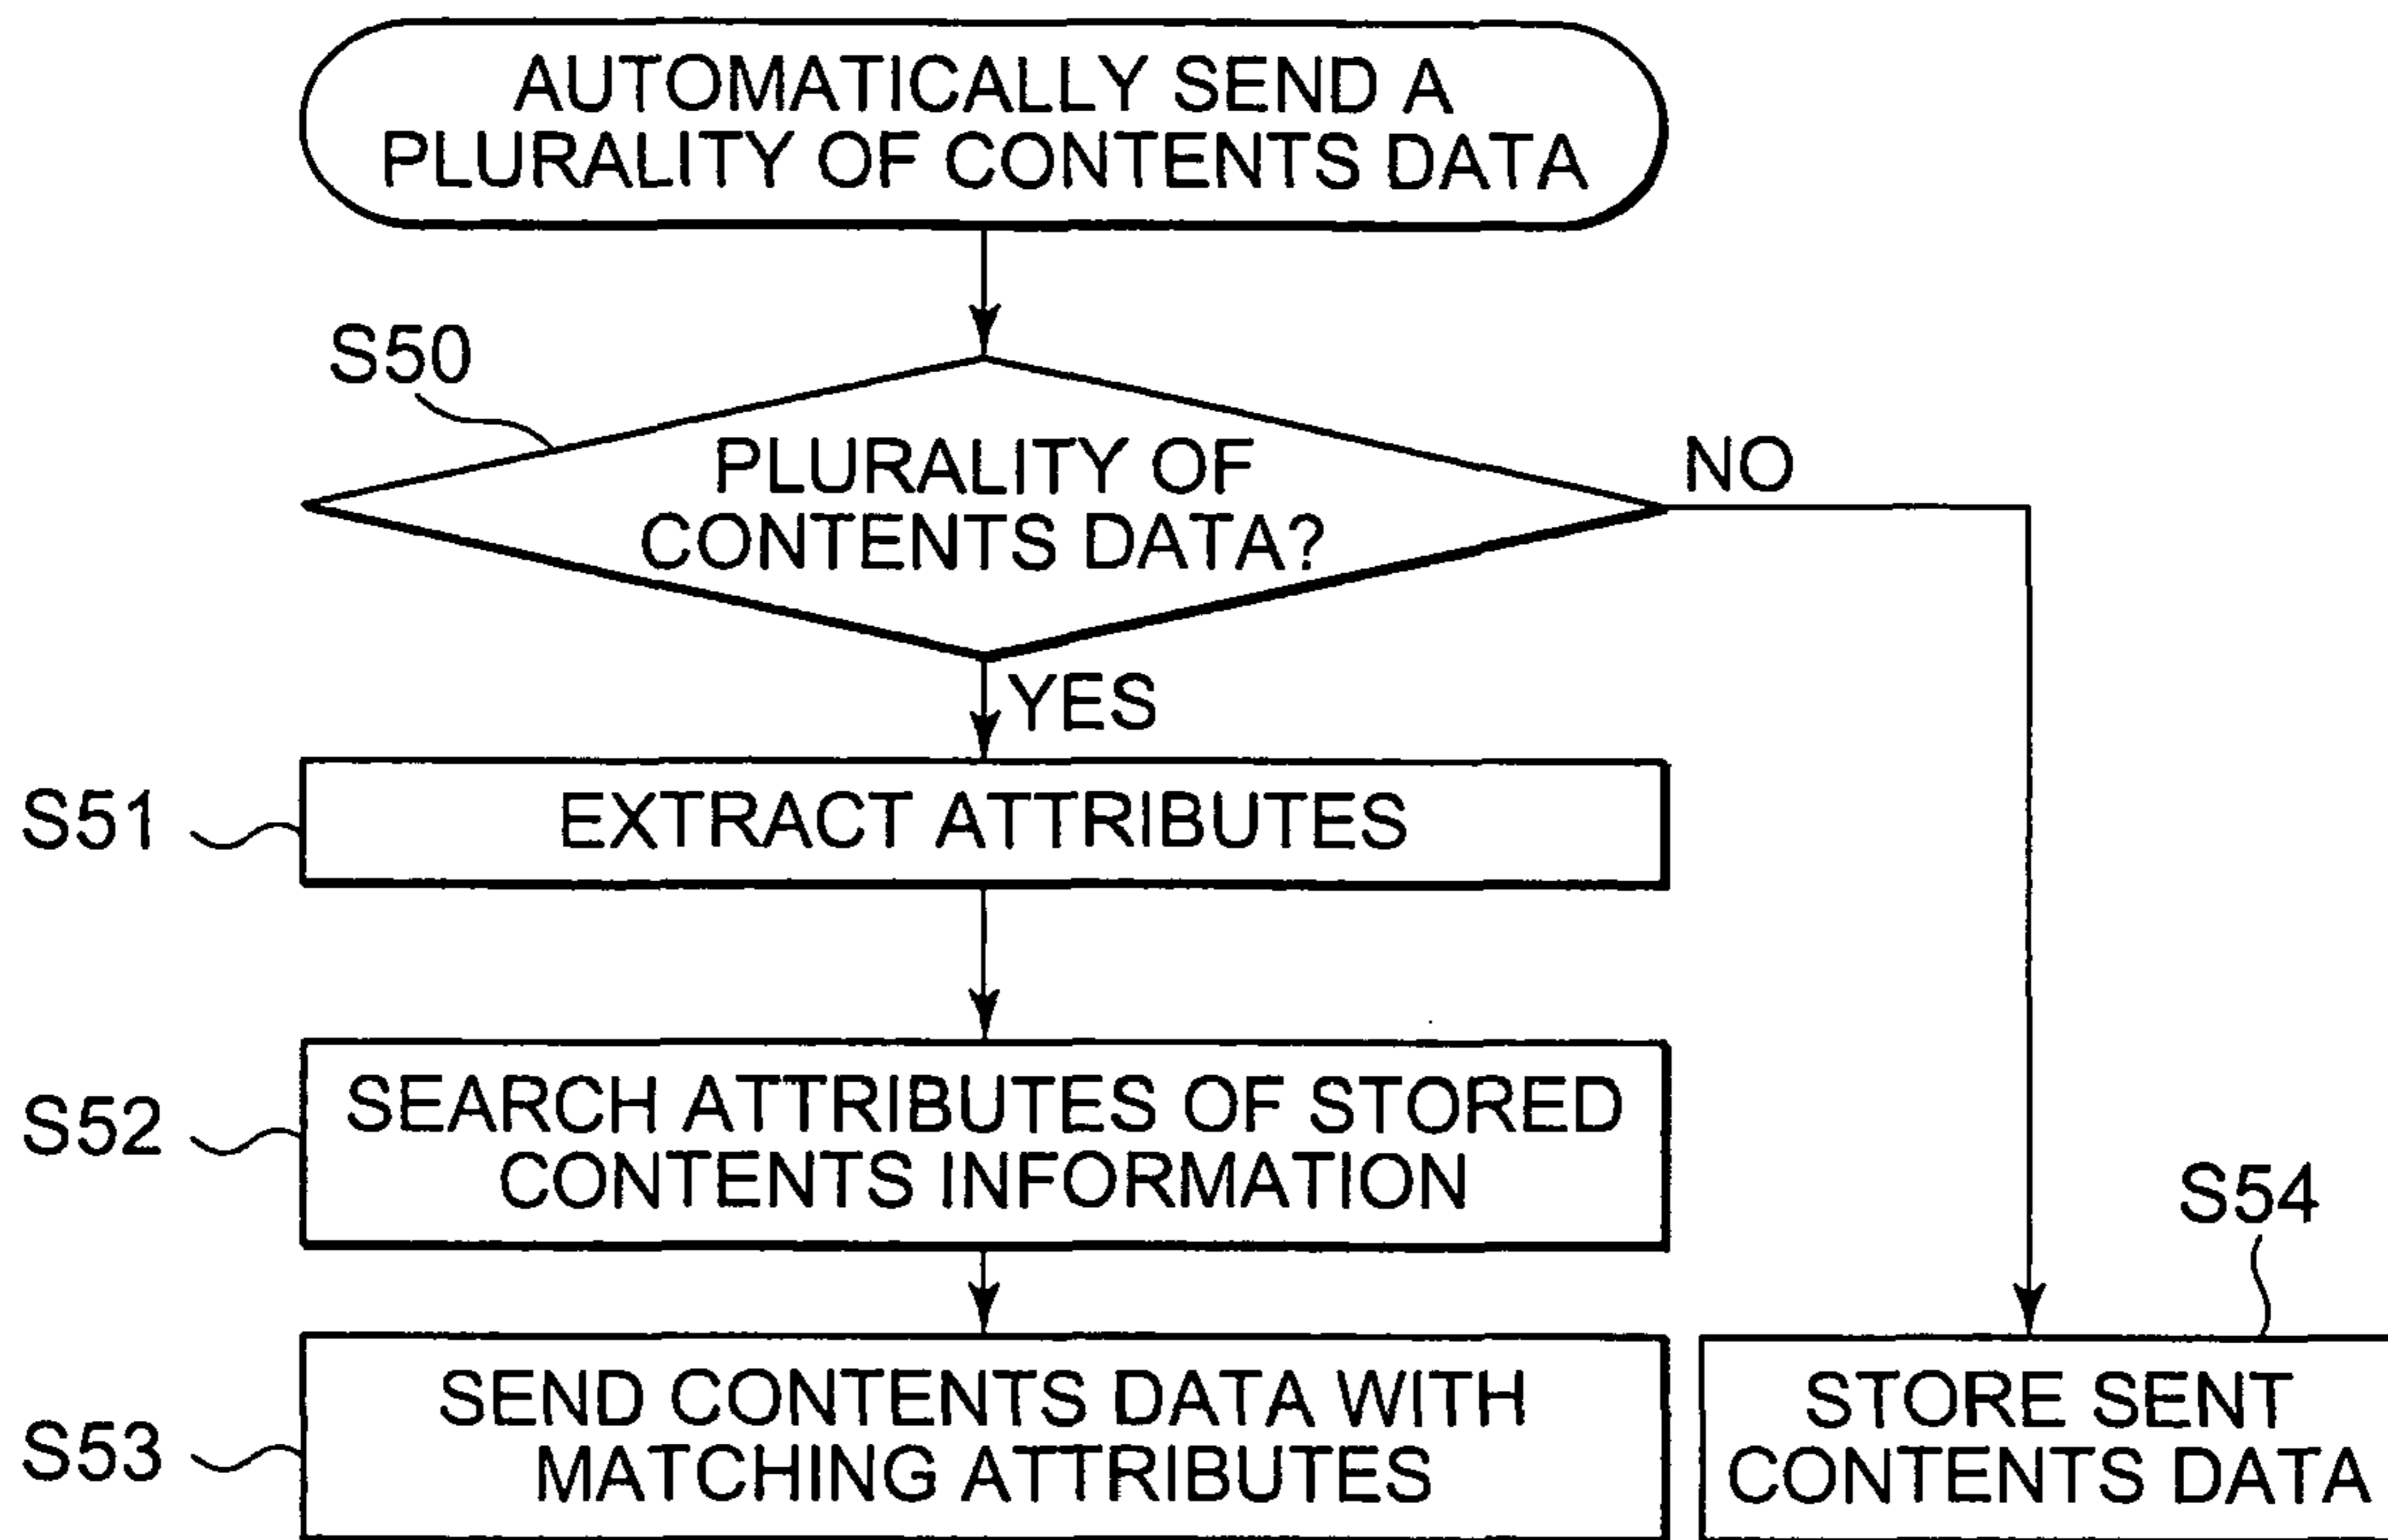 AUTOMATICALLY SEND A
PLURALITY OF CONTENTS DATA
S50
PLURALITY OF
CONTENTS DATA?
NO
YES
S51
EXTRACT ATTRIBUTES
S52
SEARCH ATTRIBUTES OF STORED
CONTENTS INFORMATION
S53
SEND CONTENTS DATA WITH
MATCHING ATTRIBUTES
S54
STORE SENT
CONTENTS DATA